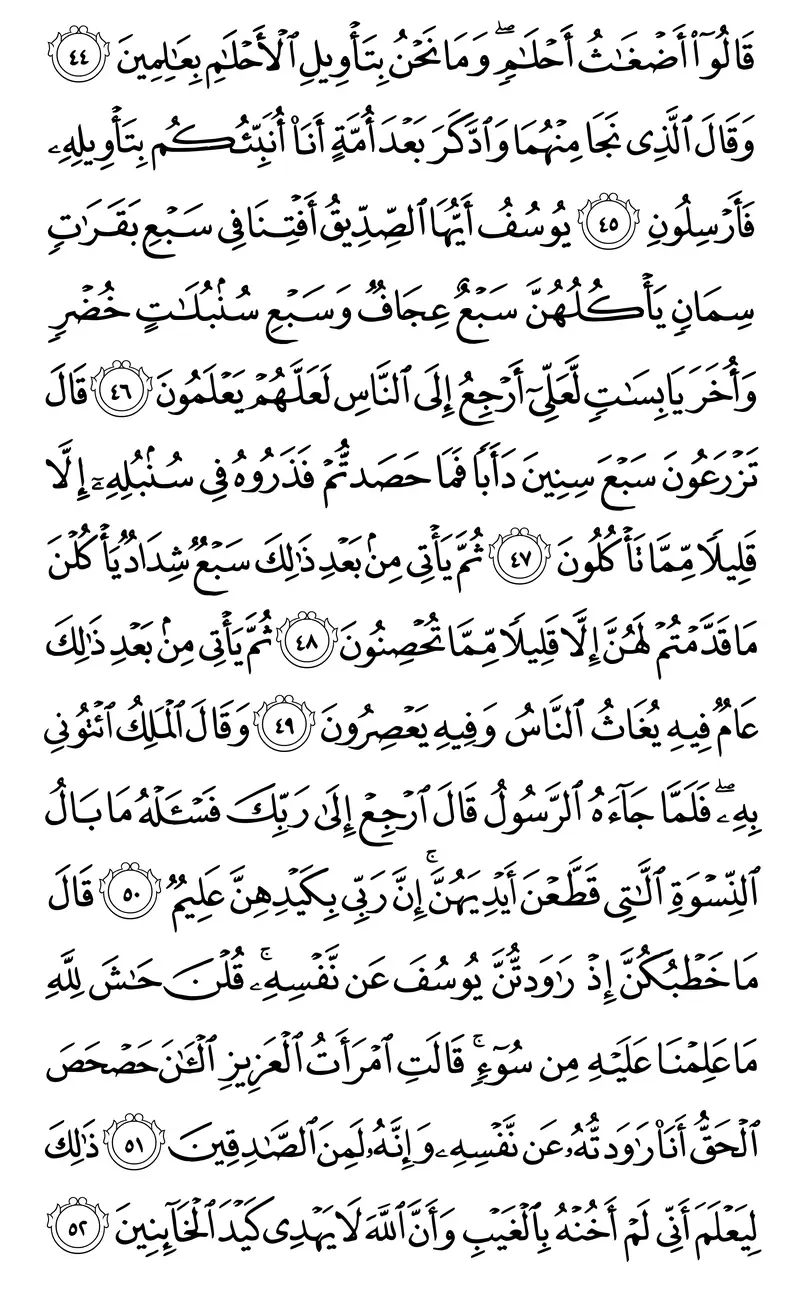 قَالُوٓاْ أَضۡغَٰثُ أَحۡلَٰمٖۖ وَمَا نَحۡنُ بِتَأۡوِيلِ ٱلۡأَحۡلَٰمِ بِعَٰلِمِينَ ٤٤
وَقَالَ ٱلَّذِي نَجَا مِنۡهُمَا وَٱدَّكَرَ بَعۡدَ أُمَّةٍ أَنَا۠ أُنَبِّئُكُم بِتَأۡوِيلِهِۦ
فَأَرۡسِلُونِ ٤٥ يُوسُفُ أَيُّهَا ٱلصِّدِّيقُ أَفۡتِنَا فِي سَبۡعِ بَقَرَٰتٖ
سِمَانٖ يَأۡكُلُهُنَّ سَبۡعٌ عِجَافٞ وَسَبۡعِ سُنۢبُلَٰتٍ خُضۡرٖ
وَأُخَرَ يَابِسَٰتٖ لَّعَلِّيٓ أَرۡجِعُ إِلَى ٱلنَّاسِ لَعَلَّهُمۡ يَعۡلَمُونَ ٤٦ قَالَ
تَزۡرَعُونَ سَبۡعَ سِنِينَ دَأَبٗا فَمَا حَصَدتُّمۡ فَذَرُوهُ فِي سُنۢبُلِهِۦٓ إِلَّا
قَلِيلٗا مِّمَّا تَأۡكُلُونَ ٤٧ ثُمَّ يَأۡتِي مِنۢ بَعۡدِ ذَٰلِكَ سَبۡعٞ شِدَادٞ يَأۡكُلۡنَ
مَا قَدَّمۡتُمۡ لَهُنَّ إِلَّا قَلِيلٗا مِّمَّا تُحۡصِنُونَ ٤٨ ثُمَّ يَأۡتِي مِنۢ بَعۡدِ ذَٰلِكَ
عَامٞ فِيهِ يُغَاثُ ٱلنَّاسُ وَفِيهِ يَعۡصِرُونَ ٤٩ وَقَالَ ٱلۡمَلِكُ ٱئۡتُونِي
بِهِۦۖ فَلَمَّا جَآءَهُ ٱلرَّسُولُ قَالَ ٱرۡجِعۡ إِلَىٰ رَبِّكَ فَسۡـَٔلۡهُ مَا بَالُ
ٱلنِّسۡوَةِ ٱلَّٰتِي قَطَّعۡنَ أَيۡدِيَهُنَّۚ إِنَّ رَبِّي بِكَيۡدِهِنَّ عَلِيمٞ ٥٠ قَالَ
مَا خَطۡبُكُنَّ إِذۡ رَٰوَدتُّنَّ يُوسُفَ عَن نَّفۡسِهِۦۚ قُلۡنَ حَٰشَ لِلَّهِ
مَا عَلِمۡنَا عَلَيۡهِ مِن سُوٓءٖۚ قَالَتِ ٱمۡرَأَتُ ٱلۡعَزِيزِ ٱلۡـَٰٔنَ حَصۡحَصَ
ٱلۡحَقُّ أَنَا۠ رَٰوَدتُّهُۥ عَن نَّفۡسِهِۦ وَإِنَّهُۥ لَمِنَ ٱلصَّٰدِقِينَ ٥١ ذَٰلِكَ
لِيَعۡلَمَ أَنِّي لَمۡ أَخُنۡهُ بِٱلۡغَيۡبِ وَأَنَّ ٱللَّهَ لَا يَهۡدِي كَيۡدَ ٱلۡخَآئِنِينَ ٥٢